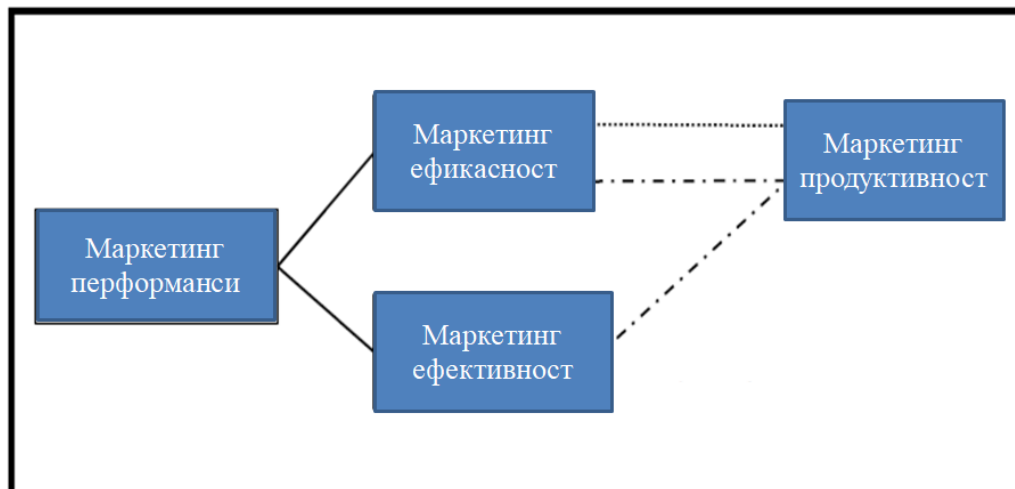 Маркетинг
перформанси
Маркетинг
ефикасност
Маркетинг
ефективност
Маркетинг
продуктивност